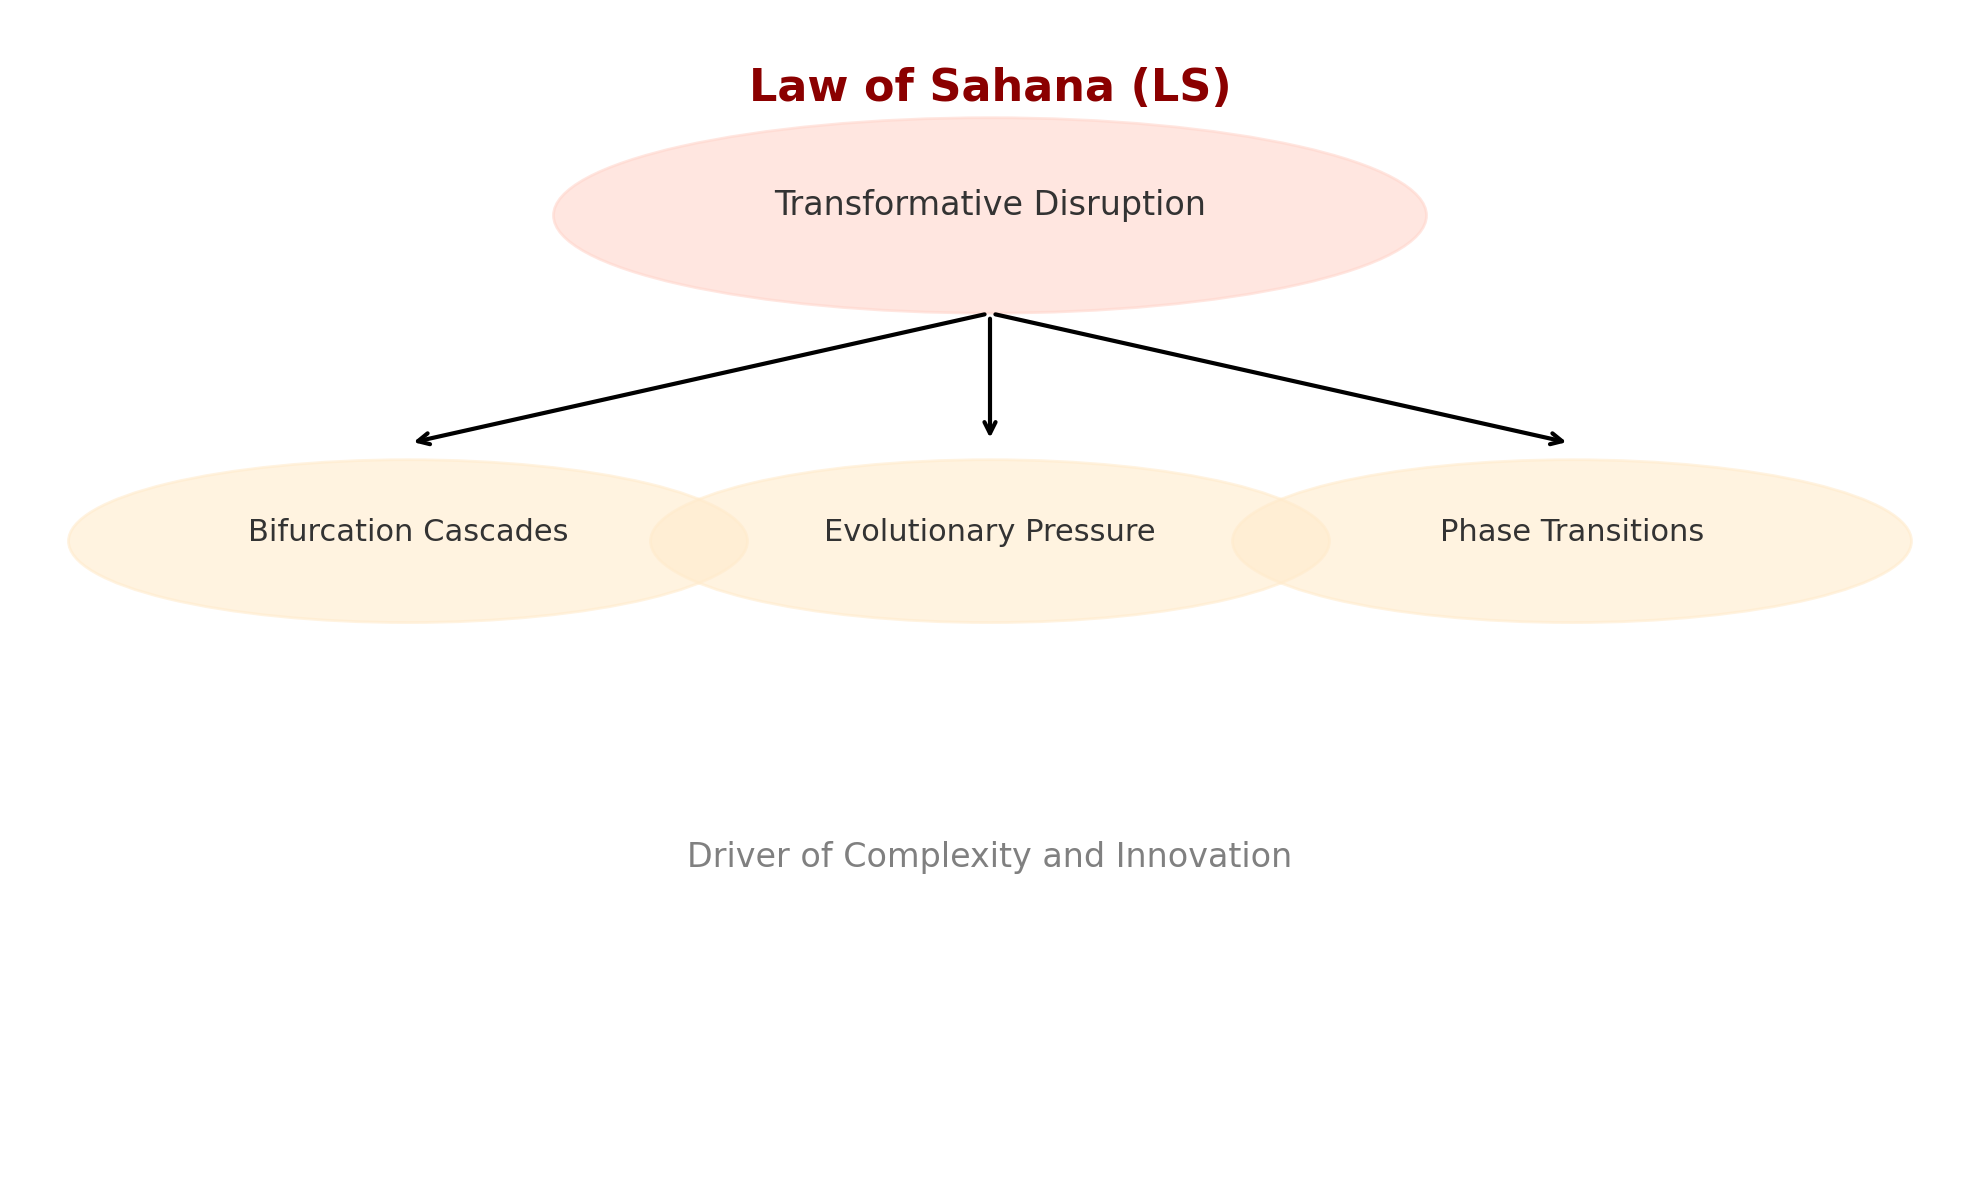 Law of Sahana (LS)
Transformative Disruption
Bifurcation Cascades
Evolutionary Pressure
Phase Transitions
Driver of Complexity and Innovation